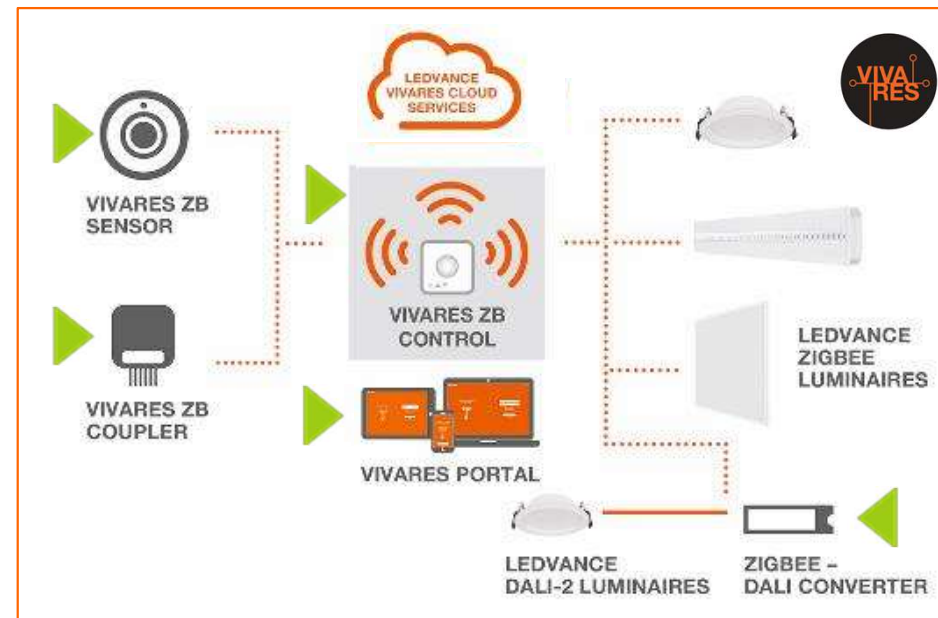 LEDVANCE
VIVARES CLOUD
SERVICES
VIVA
RES
VIVARES ZB
SENSOR
VIVARES ZB
CONTROL
LEDVANCE
ZIGBEE
LUMINAIRES
VIVARES ZB
COUPLER
VIVARES PORTAL
LEDVANCE
DALI-2 LUMINAIRES
ZIGBEE –
DALI CONVERTER